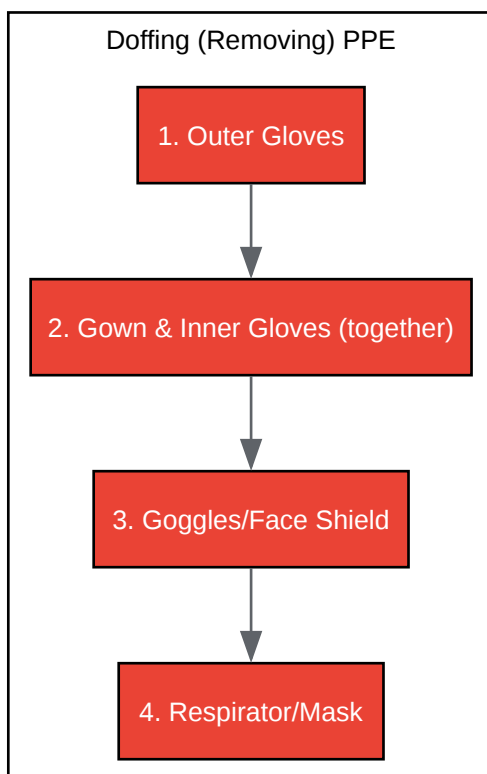 Doffing (Removing) PPE
1. Outer Gloves
2. Gown & Inner Gloves (together)
3. Goggles/Face Shield
4. Respirator/Mask